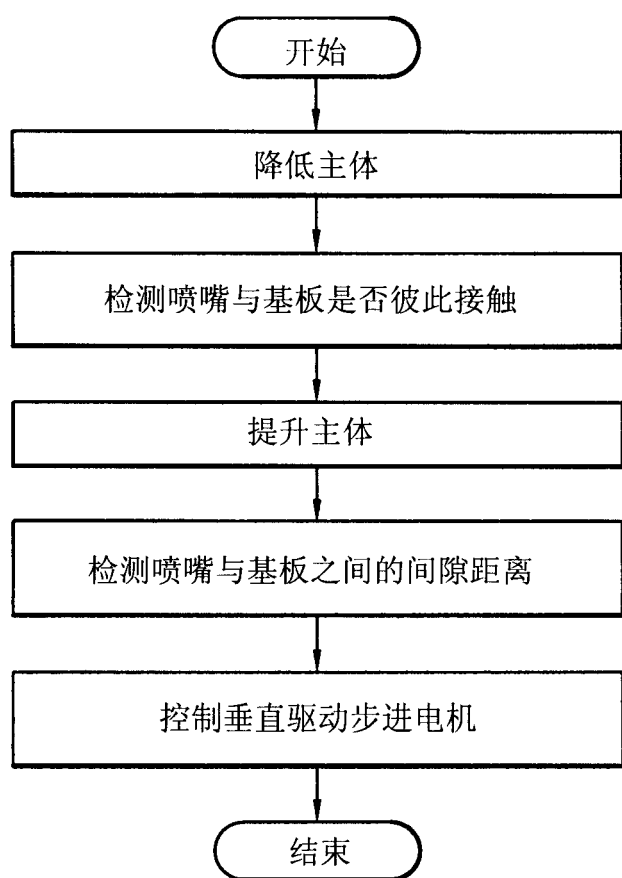 开始
降低主体
检测喷嘴与基板是否彼此接触
提升主体
检测喷嘴与基板之间的间隙距离
控制垂直驱动步进电机
结束